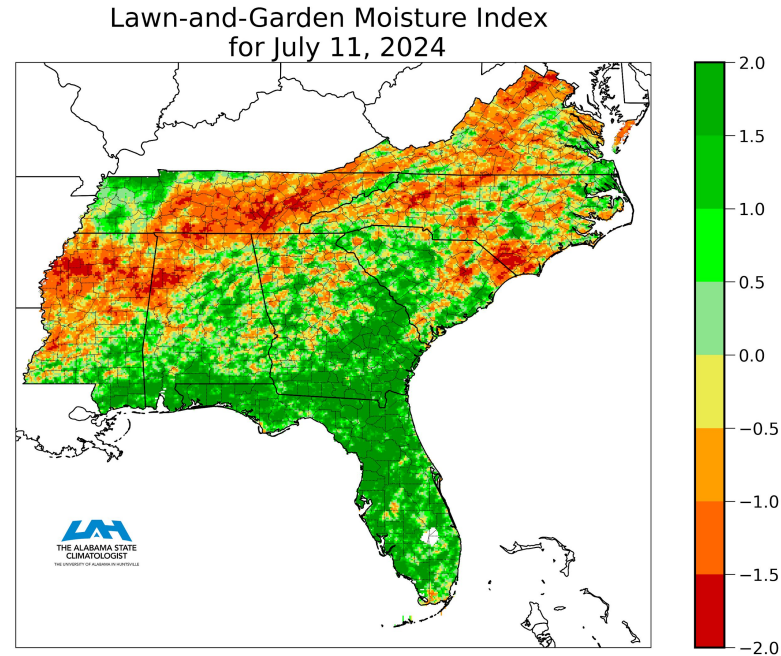 Lawn-and-Garden Moisture Index
for July 11, 2024
2.0
1.5
1.0
0.5
0.0
−0.5
−1.0
−1.5
−2.0
UAH
THE ALABAMA STATE
CLIMATOLOGIST
THE UNIVERSITY OF ALABAMA IN HUNTSVILLE